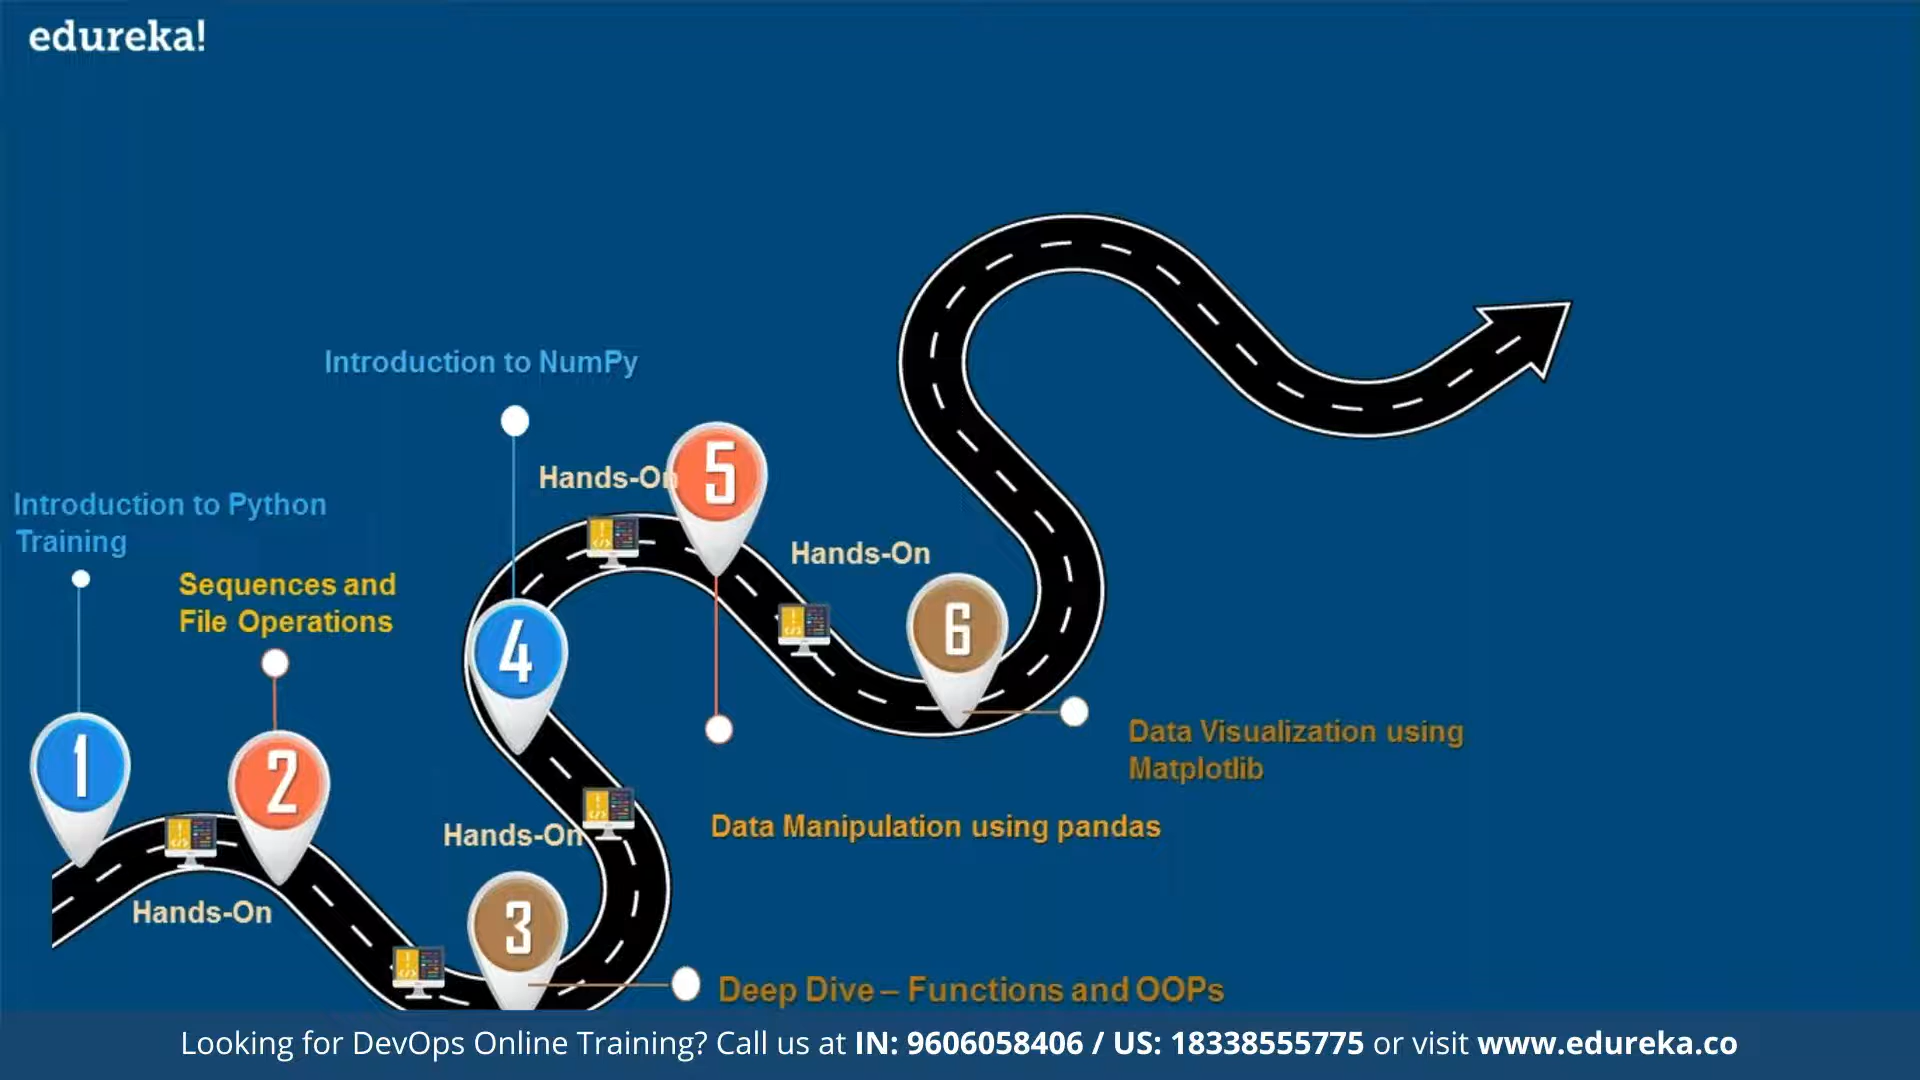 edureka!
Introduction to NumPy
5
Hands-On
Introduction to Python
Training
Hands-On
Sequences and
File Operations
6
4
Data Visualization using
Matplotlib
1
2
Hands-On
Data Manipulation using pandas
Hands-On
3
Deep Dive – Functions and OOPs
Looking for DevOps Online Training? Call us at IN: 9606058406 / US: 18338555775 or visit www.edureka.co